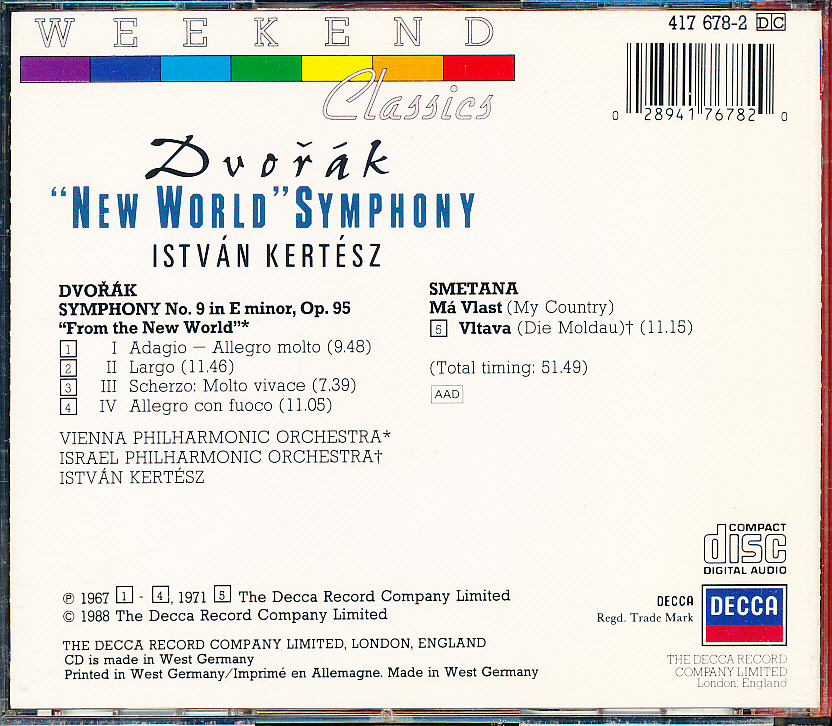 WEEKEND
Classics
417 678-2 DC
0 28941 76782 0
Dvořák
“NEW WORLD” SYMPHONY
ISTVÁN KERTÉSZ
DVOŘÁK
SYMPHONY No. 9 in E minor, Op. 95
“From the New World”*
1 I Adagio – Allegro molto (9.48)
2 II Largo (11.46)
3 III Scherzo: Molto vivace (7.39)
4 IV Allegro con fuoco (11.05)
VIENNA PHILHARMONIC ORCHESTRA*
ISRAEL PHILHARMONIC ORCHESTRA†
ISTVÁN KERTÉSZ
SMETANA
Má Vlast (My Country)
5 Vltava (Die Moldau)† (11.15)
(Total timing: 51.49)
AAD
℗ 1967 1 - 4, 1971 5 The Decca Record Company Limited
© 1988 The Decca Record Company Limited
THE DECCA RECORD COMPANY LIMITED, LONDON, ENGLAND
CD is made in West Germany
Printed in West Germany/Imprimé en Allemagne. Made in West Germany
COMPACT
disc
DIGITAL AUDIO
DECCA
Regd. Trade Mark
DECCA
THE DECCA RECORD
COMPANY LIMITED
London, England